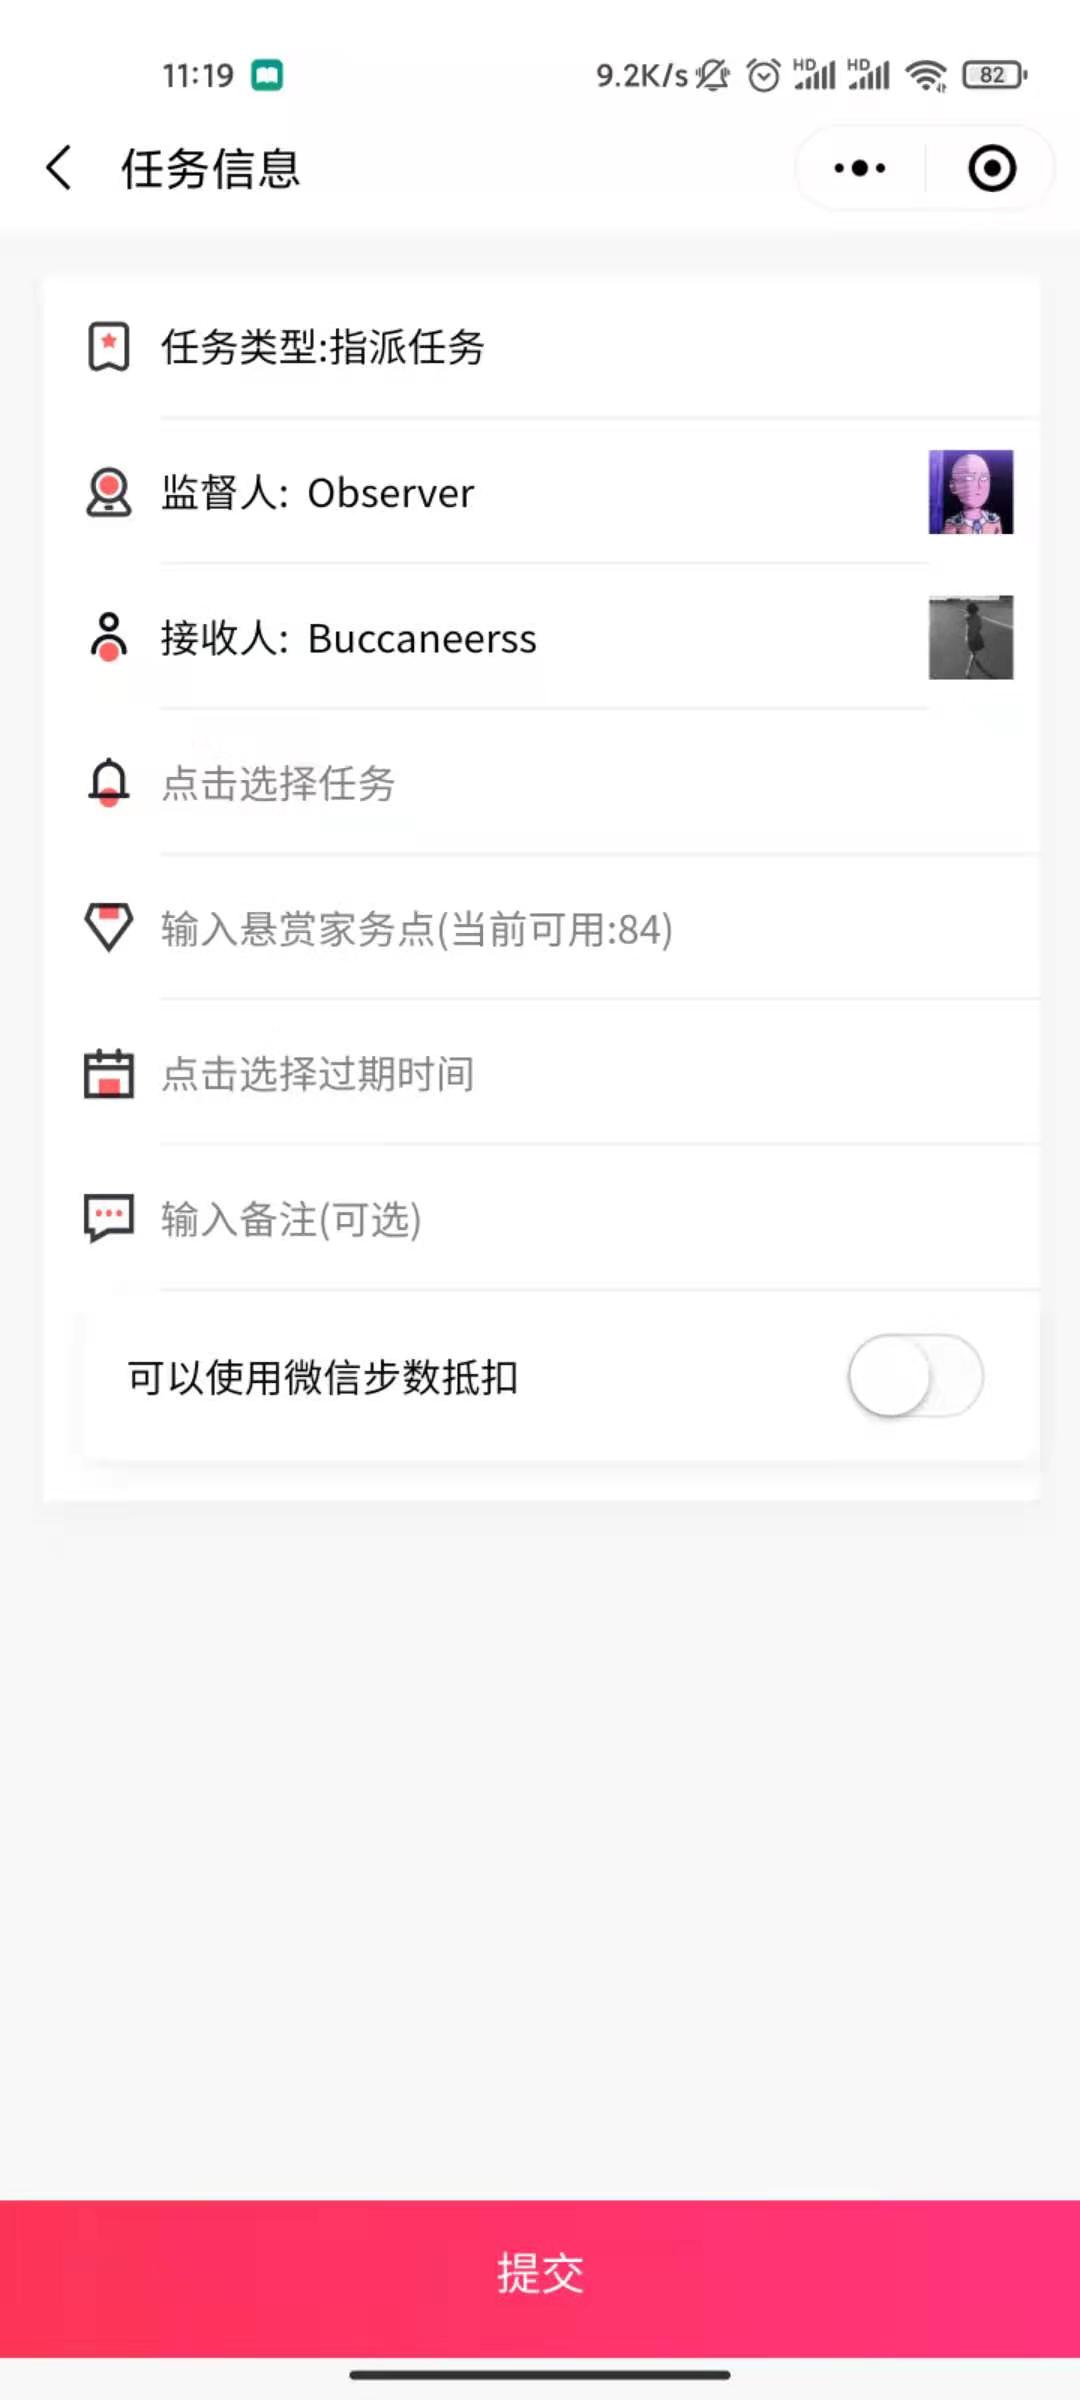 11:19
9.2K/s HD HD 82
任务信息
任务类型:指派任务
监督人: Observer
接收人: Buccaneerss
点击选择任务
输入悬赏家务点(当前可用:84)
点击选择过期时间
输入备注(可选)
可以使用微信步数抵扣
提交